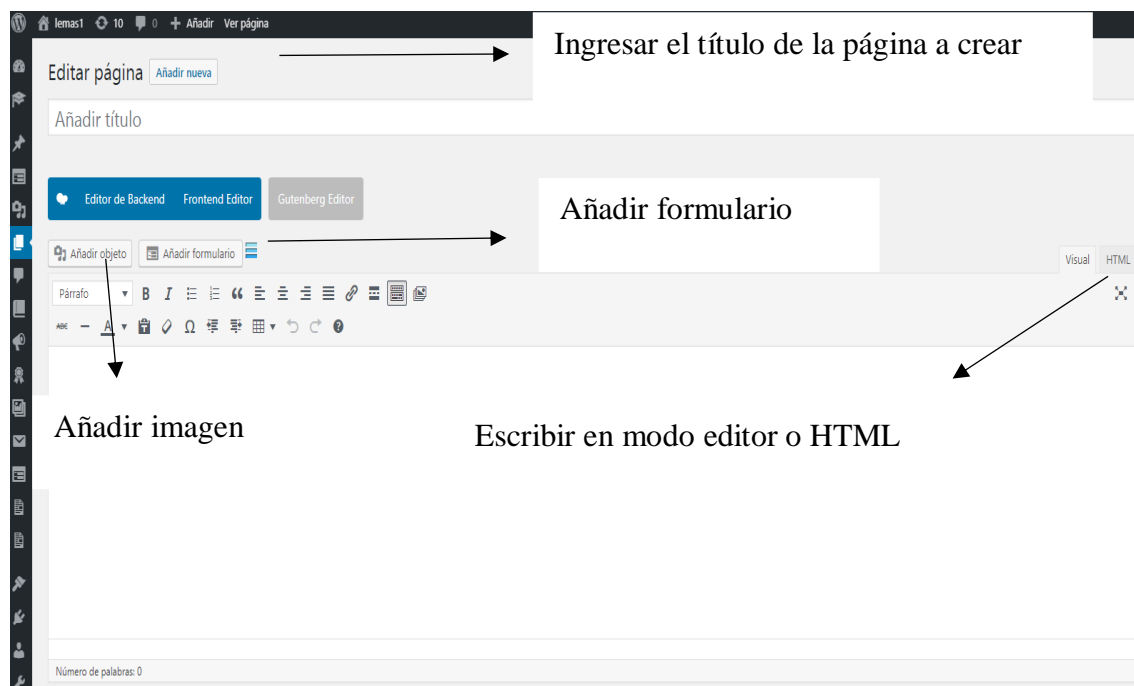 lemas1 10 0 + Añadir Ver página
Ingresar el título de la página a crear
Editar página Añadir nueva
Añadir título
Editor de Backend Frontend Editor Gutenberg Editor
Añadir formulario
Añadir objeto Añadir formulario
Visual HTML
Párrafo B I
ABC A Ω
Añadir imagen
Escribir en modo editor o HTML
Número de palabras: 0